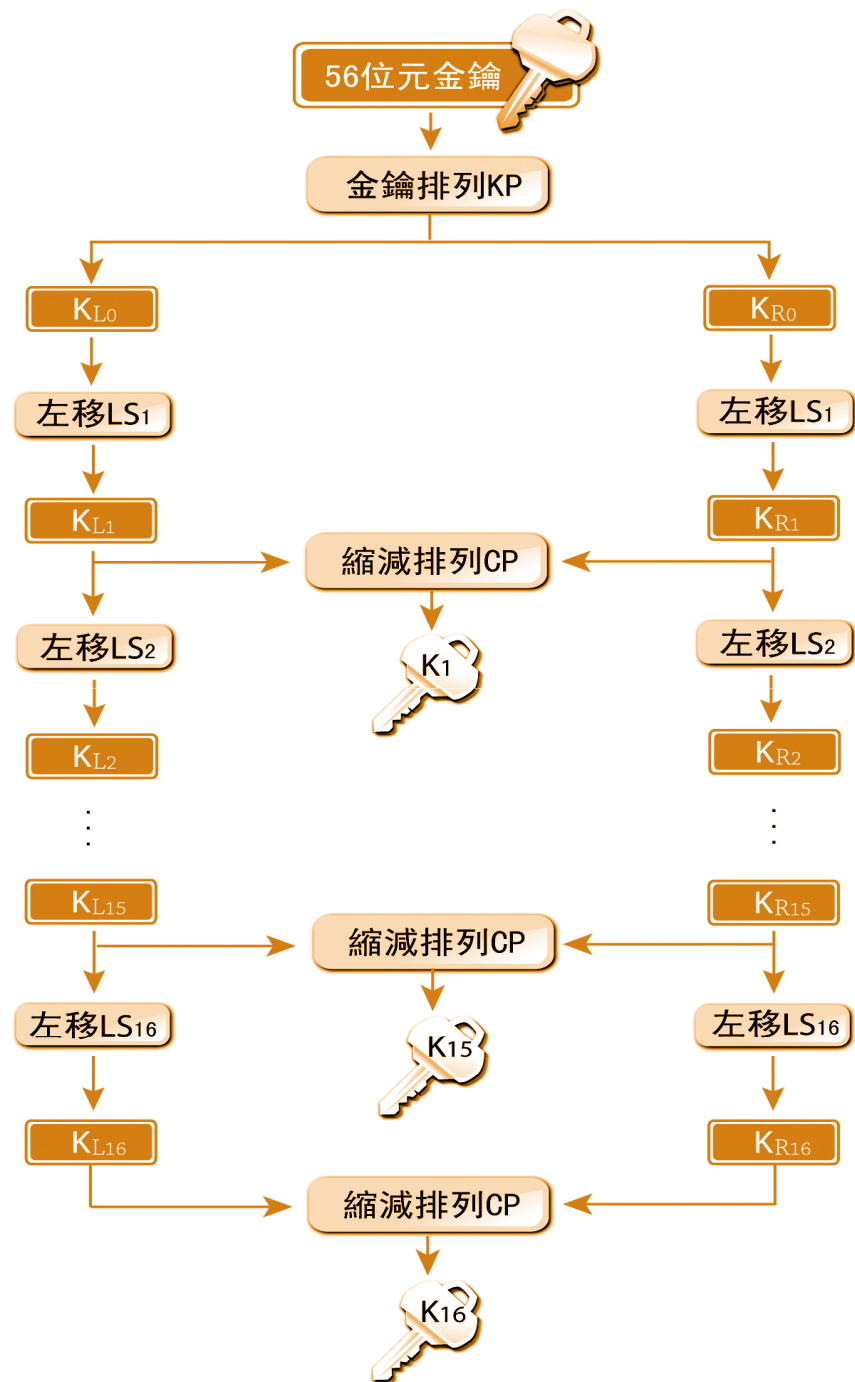 56位元金鑰
金鑰排列KP
KL0
KR0
左移LS1
左移LS1
KL1
KR1
縮減排列CP
K1
左移LS2
左移LS2
KL2
KR2
⋮
⋮
KL15
KR15
縮減排列CP
K15
左移LS16
左移LS16
KL16
KR16
縮減排列CP
K16